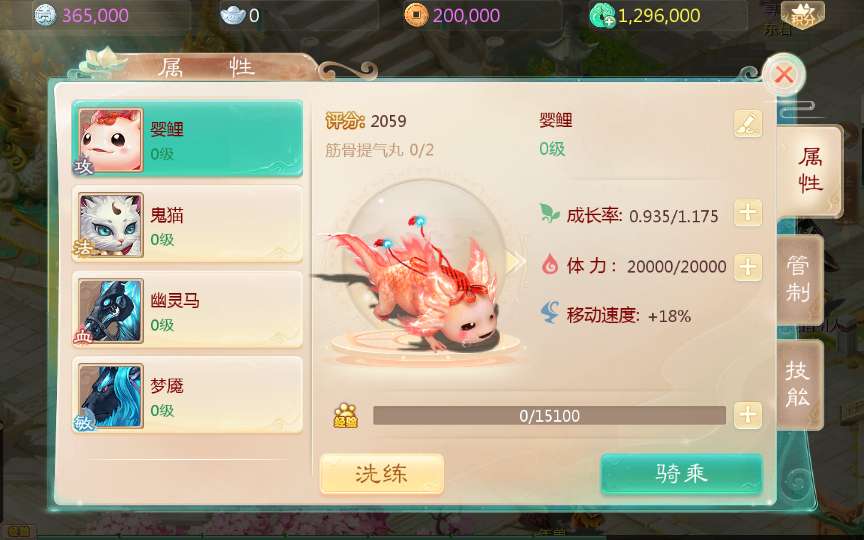 365,000
0
200,000
1,296,000
积分
属 性
婴鲤
0级
攻
鬼猫
0级
法
幽灵马
0级
血
梦魇
0级
敏
评分: 2059
筋骨提气丸 0/2
婴鲤
0级
成长率: 0.935/1.175
体 力: 20000/20000
移动速度: +18%
经验
0/15100
洗练
骑乘
属性
管制
技能